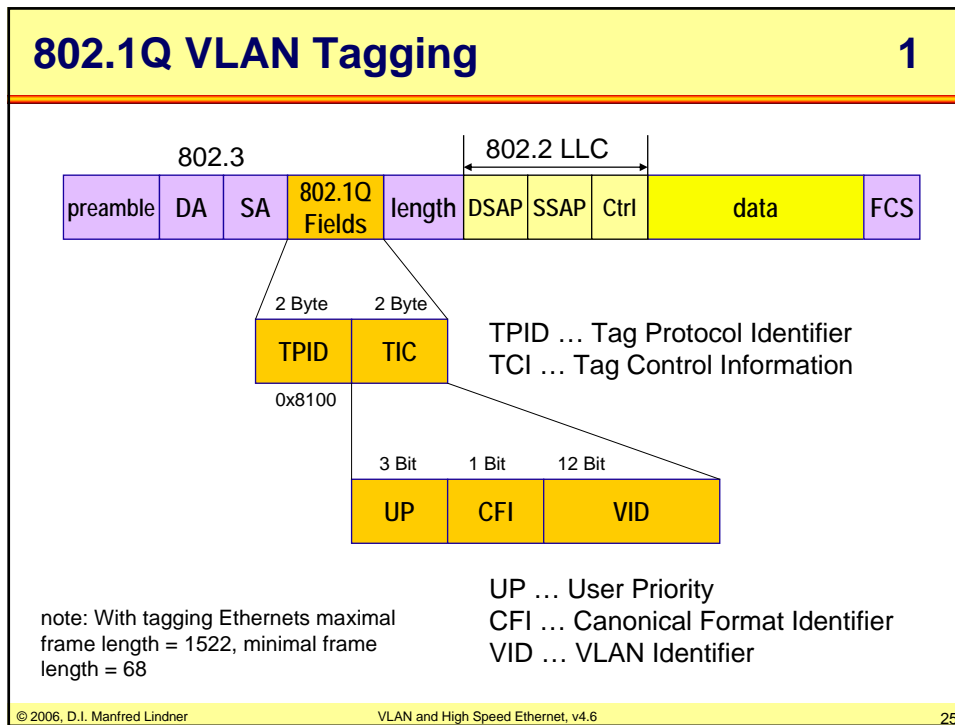 802.1Q VLAN Tagging 1
802.3
802.2 LLC
preamble DA SA 802.1Q Fields length DSAP SSAP Ctrl data FCS
2 Byte 2 Byte
TPID TIC
0x8100
TPID … Tag Protocol Identifier
TCI … Tag Control Information
3 Bit 1 Bit 12 Bit
UP CFI VID
UP … User Priority
CFI … Canonical Format Identifier
VID … VLAN Identifier
note: With tagging Ethernets maximal
frame length = 1522, minimal frame
length = 68
© 2006, D.I. Manfred Lindner VLAN and High Speed Ethernet, v4.6 25